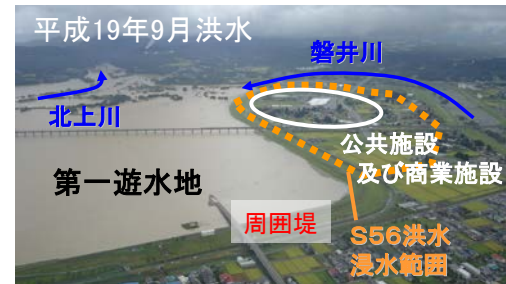 平成19年9月洪水
磐井川
北上川
公共施設
及び商業施設
第一遊水地
周囲堤
S56洪水
浸水範囲